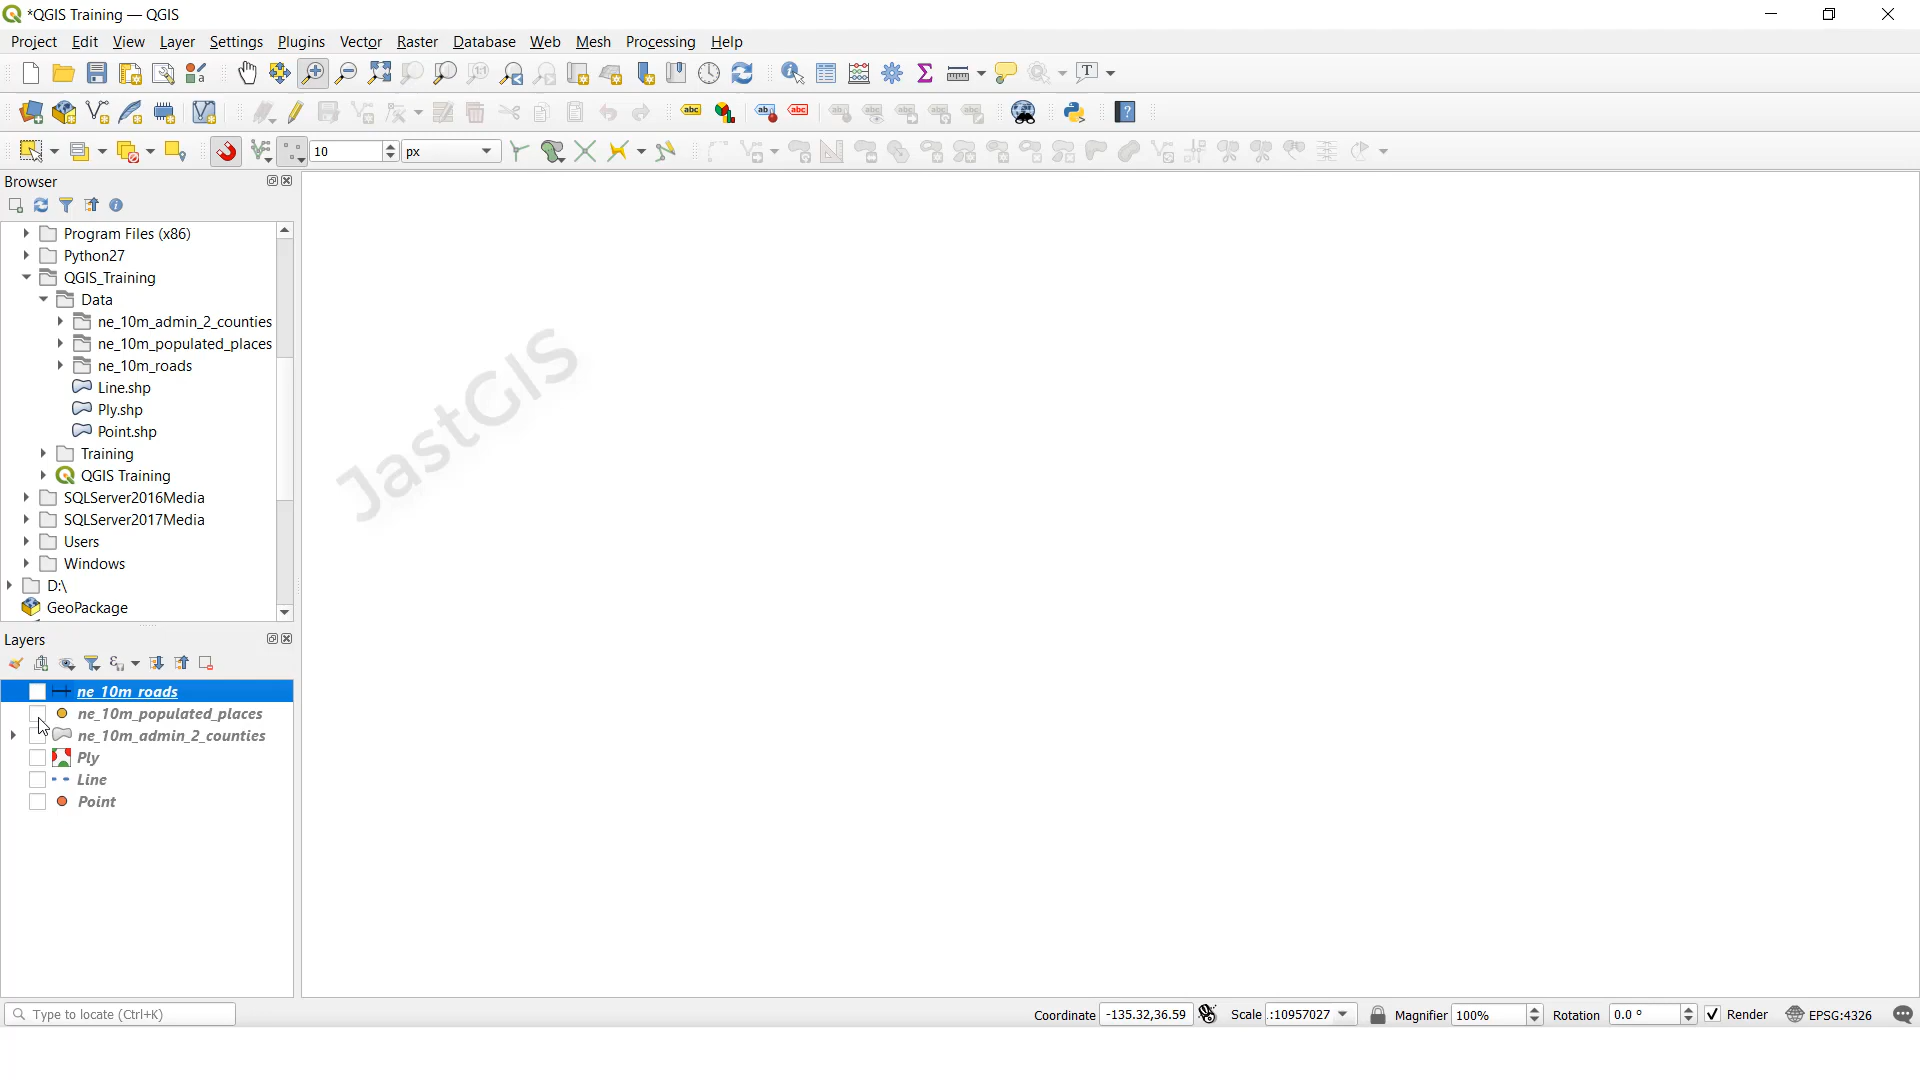 *QGIS Training — QGIS
Project Edit View Layer Settings Plugins Vector Raster Database Web Mesh Processing Help
abc ab abc
10 px
Browser
Program Files (x86)
Python27
QGIS_Training
Data
ne_10m_admin_2_counties
ne_10m_populated_places
ne_10m_roads
Line.shp
Ply.shp
Point.shp
Training
QGIS Training
SQLServer2016Media
SQLServer2017Media
Users
Windows
D:\
GeoPackage
JastGIS
Layers
ne_10m_roads
ne_10m_populated_places
ne_10m_admin_2_counties
Ply
Line
Point
Type to locate (Ctrl+K) Coordinate -135.32,36.59 Scale :10957027 Magnifier 100% Rotation 0.0 ° Render EPSG:4326